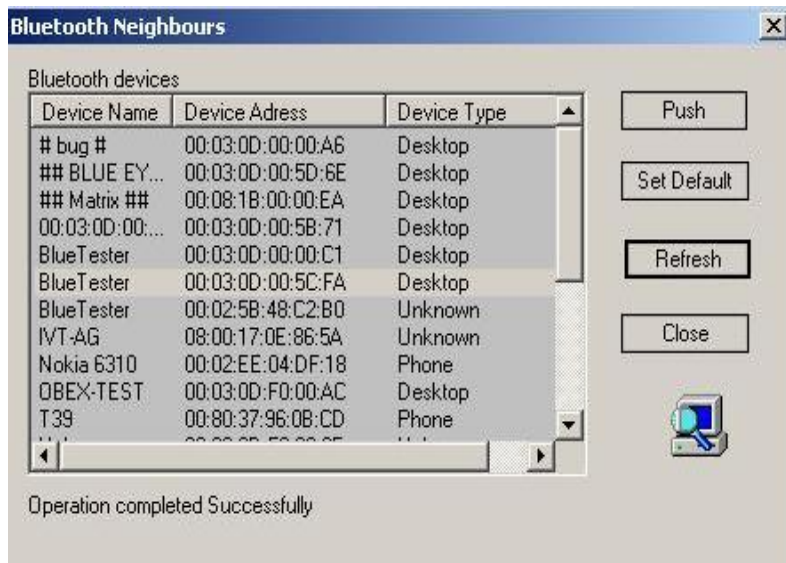 Bluetooth Neighbours
Bluetooth devices
Device Name Device Adress Device Type
# bug # 00:03:0D:00:00:A6 Desktop
## BLUE EY... 00:03:0D:00:5D:6E Desktop
## Matrix ## 00:08:1B:00:00:EA Desktop
00:03:0D:00:... 00:03:0D:00:5B:71 Desktop
BlueTester 00:03:0D:00:00:C1 Desktop
BlueTester 00:03:0D:00:5C:FA Desktop
BlueTester 00:02:5B:48:C2:B0 Unknown
IVT-AG 08:00:17:0E:86:5A Unknown
Nokia 6310 00:02:EE:04:DF:18 Phone
OBEX-TEST 00:03:0D:F0:00:AC Desktop
T39 00:80:37:96:0B:CD Phone
Push
Set Default
Refresh
Close
Operation completed Successfully